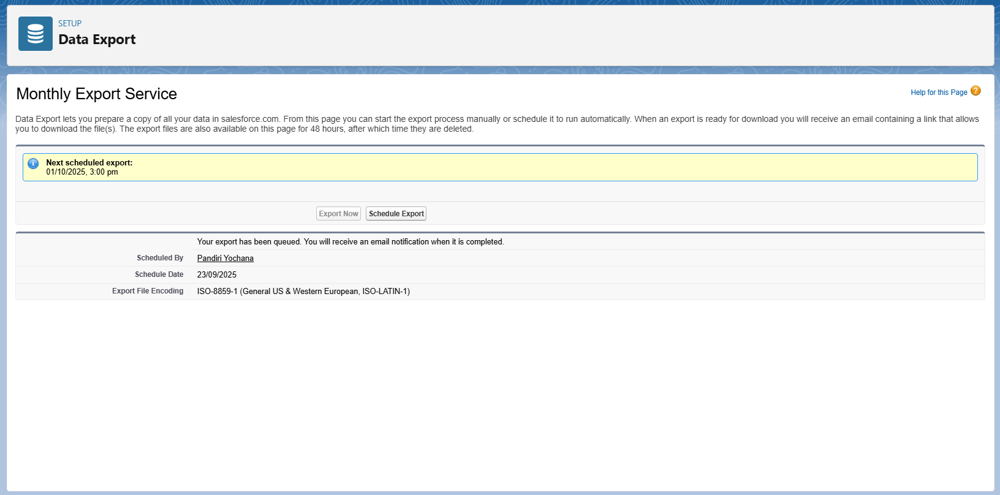 SETUP
Data Export
Monthly Export Service
Help for this Page ?
Data Export lets you prepare a copy of all your data in salesforce.com. From this page you can start the export process manually or schedule it to run automatically. When an export is ready for download you will receive an email containing a link that allows
you to download the file(s). The export files are also available on this page for 48 hours, after which time they are deleted.
Next scheduled export:
01/10/2025, 3:00 pm
Export Now Schedule Export
Your export has been queued. You will receive an email notification when it is completed.
Scheduled By Pandiri Yochana
Schedule Date 23/09/2025
Export File Encoding ISO-8859-1 (General US & Western European, ISO-LATIN-1)